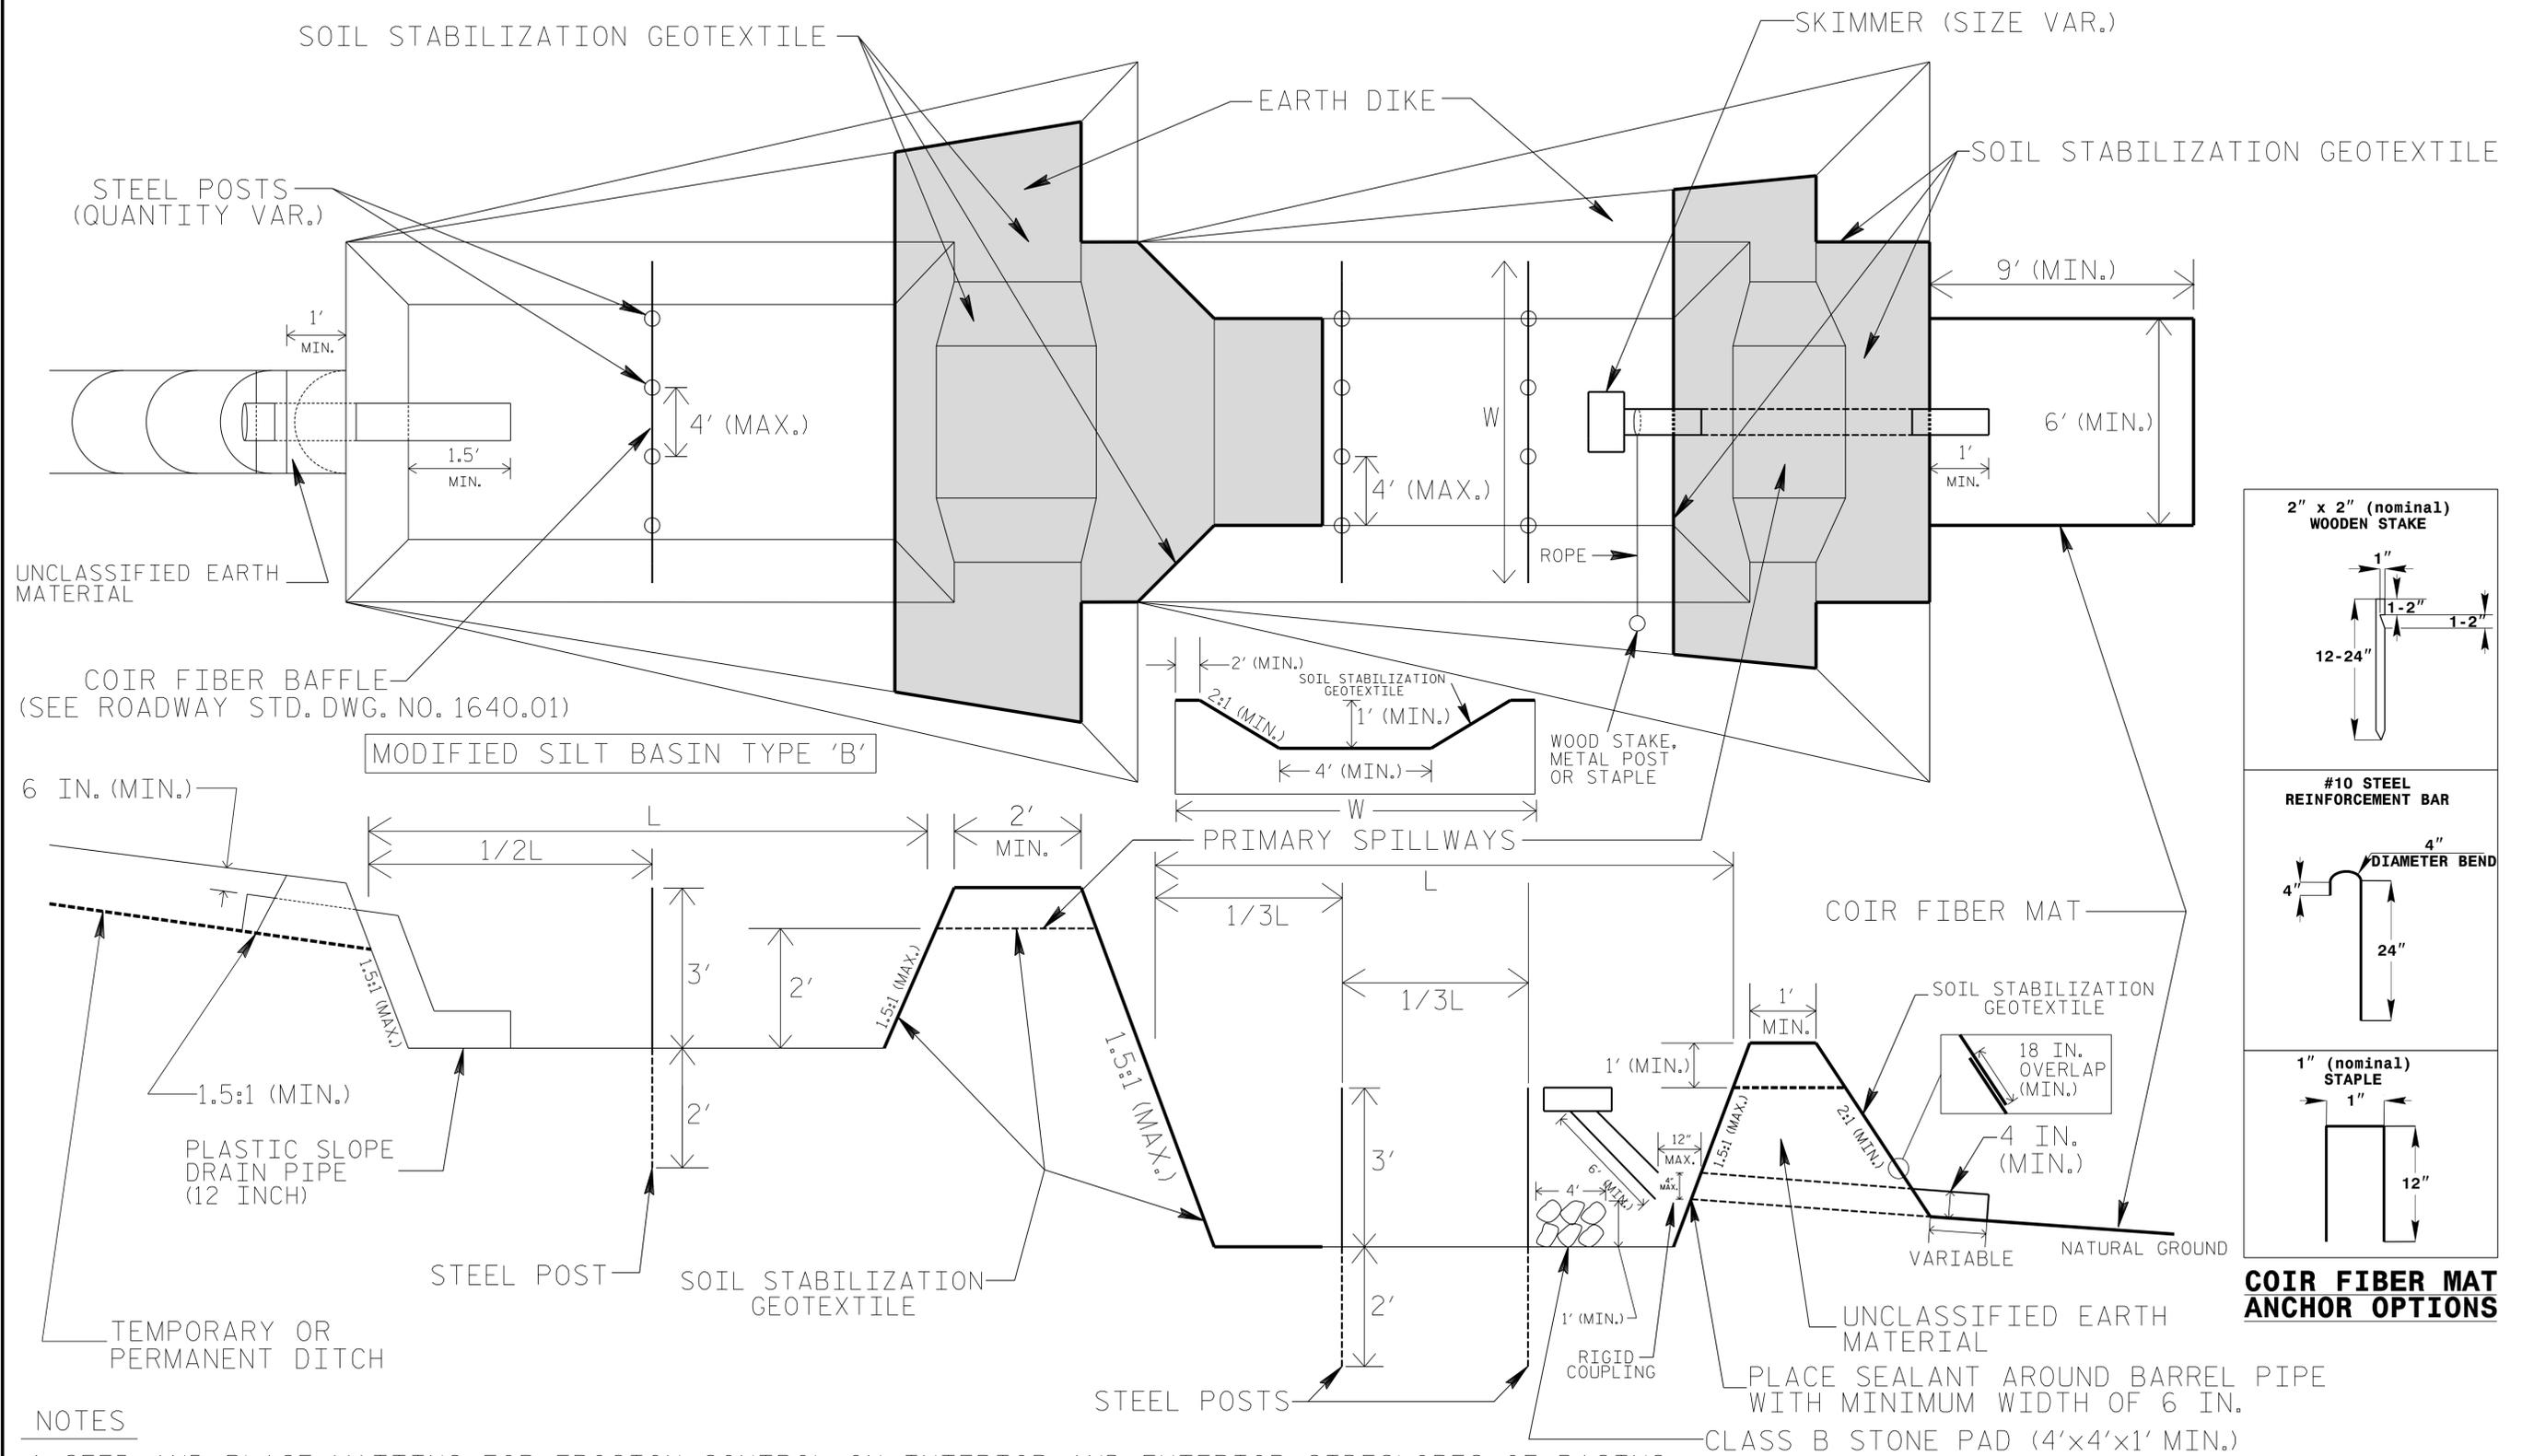 SOIL STABILIZATION GEOTEXTILE
SKIMMER (SIZE VAR.)
EARTH DIKE
SOIL STABILIZATION GEOTEXTILE
STEEL POSTS
(QUANTITY VAR.)
1'
MIN.
4' (MAX.)
1.5'
MIN.
W
4' (MAX.)
9' (MIN.)
6' (MIN.)
1'
MIN.
ROPE
UNCLASSIFIED EARTH
MATERIAL
COIR FIBER BAFFLE
(SEE ROADWAY STD. DWG. NO. 1640.01)
MODIFIED SILT BASIN TYPE 'B'
2' (MIN.)
SOIL STABILIZATION
GEOTEXTILE
2:1 (MIN.)
1' (MIN.)
4' (MIN.)
W
WOOD STAKE,
METAL POST
OR STAPLE
2" x 2" (nominal)
WOODEN STAKE
1"
1-2"
1-2"
12-24"
#10 STEEL
REINFORCEMENT BAR
4"
DIAMETER BEND
4"
24"
1" (nominal)
STAPLE
1"
12"
COIR FIBER MAT
ANCHOR OPTIONS
6 IN. (MIN.)
L
1/2L
2'
MIN.
PRIMARY SPILLWAYS
L
1/3L
1/3L
COIR FIBER MAT
1.5:1 (MAX.)
3'
2'
2'
1.5:1 (MAX.)
1.5:1 (MAX.)
1.5:1 (MIN.)
PLASTIC SLOPE
DRAIN PIPE
(12 INCH)
STEEL POST
SOIL STABILIZATION
GEOTEXTILE
TEMPORARY OR
PERMANENT DITCH
3'
2'
STEEL POSTS
1'
MIN.
1' (MIN.)
SOIL STABILIZATION
GEOTEXTILE
18 IN.
OVERLAP
(MIN.)
12"
MAX.
4"
MAX.
6' (MIN.)
4'
1.5:1 (MAX.)
2:1 (MIN.)
4 IN.
(MIN.)
VARIABLE
NATURAL GROUND
1' (MIN.)
RIGID
COUPLING
UNCLASSIFIED EARTH
MATERIAL
PLACE SEALANT AROUND BARREL PIPE
WITH MINIMUM WIDTH OF 6 IN.
CLASS B STONE PAD (4'x4'x1' MIN.)
NOTES